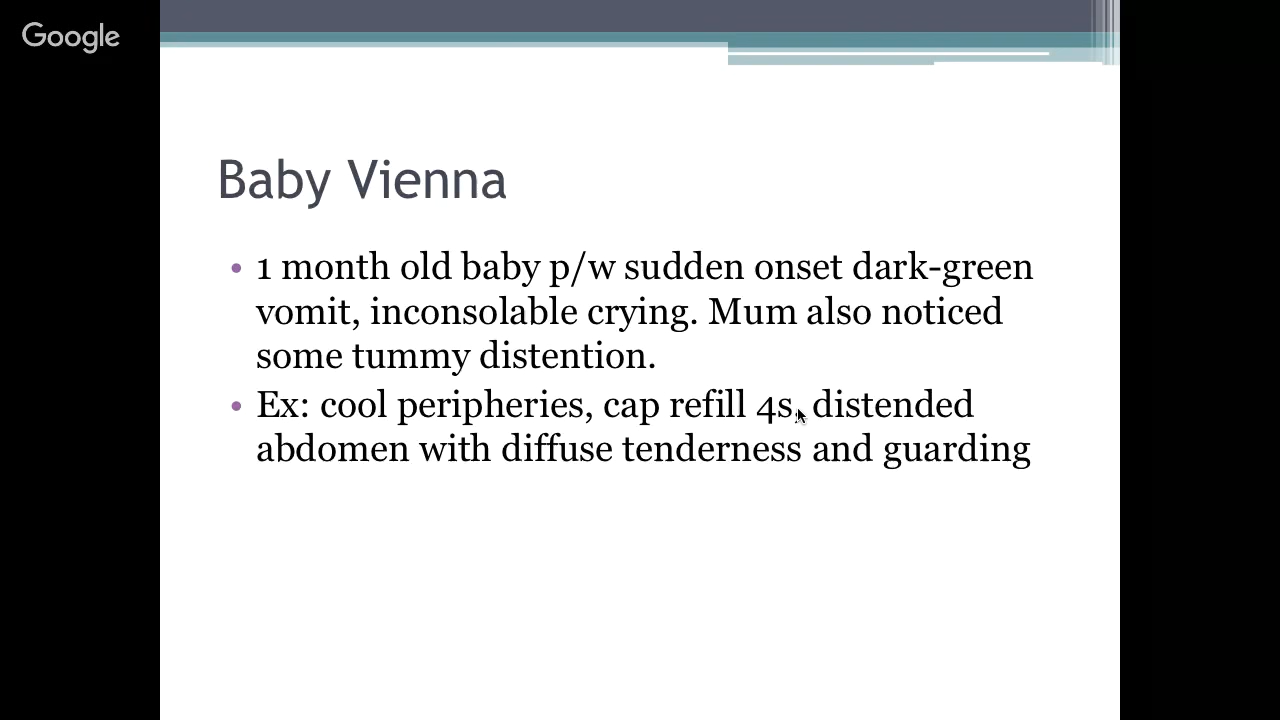 Google
Baby Vienna
• 1 month old baby p/w sudden onset dark-green
vomit, inconsolable crying. Mum also noticed
some tummy distention.
• Ex: cool peripheries, cap refill 4s, distended
abdomen with diffuse tenderness and guarding